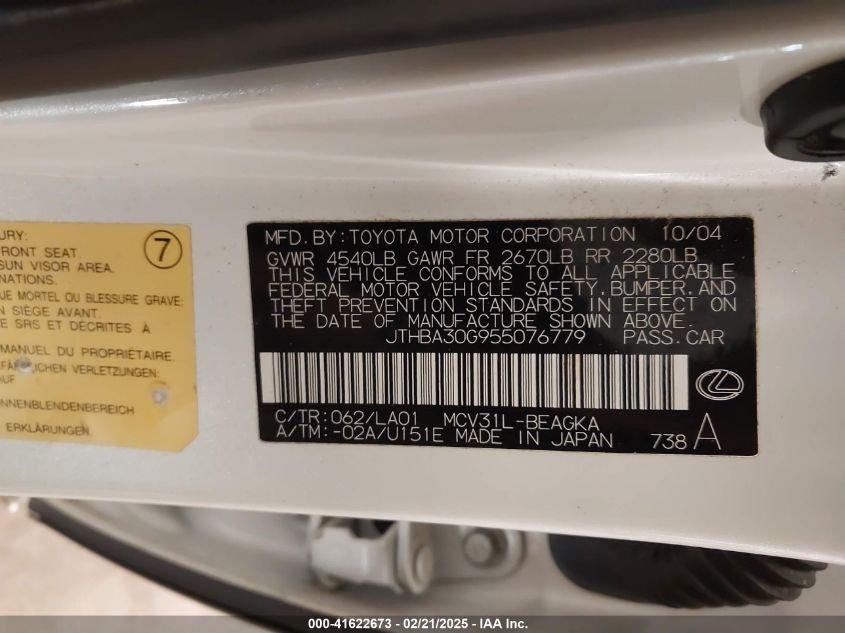 URY:
FRONT SEAT.
SUN VISOR AREA.
NATIONS.
QUE MORTEL OU BLESSURE GRAVE:
N SIÈGE AVANT.
E SRS ET DÉCRITES À
MANUEL DU PROPRIÉTAIRE.
FÄHRLICHEN VERLETZUNGEN:
AUF
NNENBLENDENBEREICH
ERKLÄRUNGEN.
7
MFD. BY: TOYOTA MOTOR CORPORATION 10/04
GVWR 4540LB GAWR FR 2670LB RR 2280LB
THIS VEHICLE CONFORMS TO ALL APPLICABLE
FEDERAL MOTOR VEHICLE SAFETY, BUMPER, AND
THEFT PREVENTION STANDARDS IN EFFECT ON
THE DATE OF MANUFACTURE SHOWN ABOVE.
JTHBA30G955076779 PASS. CAR
C/TR: 062/LA01 MCV31L-BEAGKA
A/TM: -02A/U151E MADE IN JAPAN 738 A
000-41622673 - 02/21/2025 - IAA Inc.